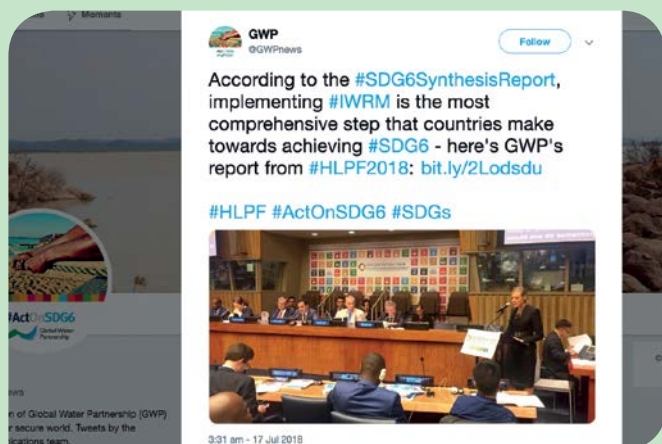 Moments
GWP
@GWPnews
Follow
According to the #SDG6SynthesisReport,
implementing #IWRM is the most
comprehensive step that countries make
towards achieving #SDG6 - here's GWP's
report from #HLPF2018: bit.ly/2Lodsdu
#HLPF #ActOnSDG6 #SDGs
#ActOnSDG6
Global Water
Partnership
n of Global Water Partnership (GWP)
r secure world. Tweets by the
ications team.
3:31 am - 17 Jul 2018